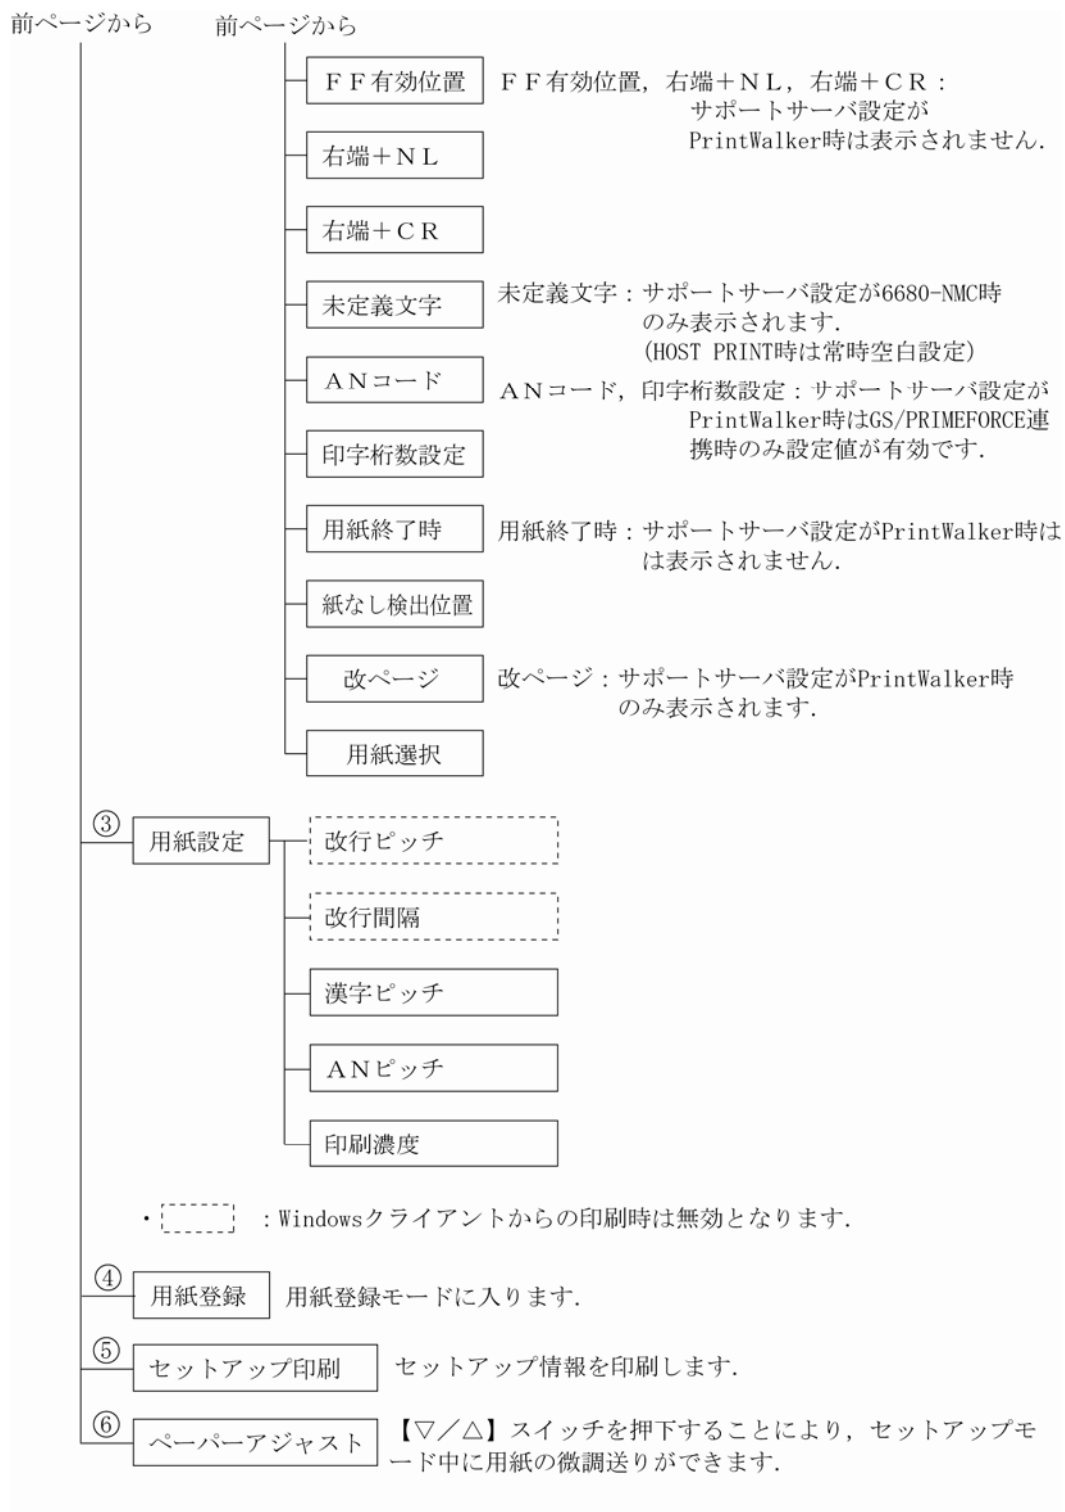 前ページから
前ページから
ＦＦ有効位置
ＦＦ有効位置，右端＋ＮＬ，右端＋ＣＲ：
サポートサーバ設定が
PrintWalker時は表示されません．
右端＋ＮＬ
右端＋ＣＲ
未定義文字
未定義文字：サポートサーバ設定が6680-NMC時
のみ表示されます．
(HOST PRINT時は常時空白設定)
ＡＮコード
ＡＮコード，印字桁数設定：サポートサーバ設定が
PrintWalker時はGS/PRIMEFORCE連
携時のみ設定値が有効です．
印字桁数設定
用紙終了時
用紙終了時：サポートサーバ設定がPrintWalker時は
は表示されません．
紙なし検出位置
改ページ
改ページ：サポートサーバ設定がPrintWalker時
のみ表示されます．
用紙選択
③
用紙設定
改行ピッチ
改行間隔
漢字ピッチ
ＡＮピッチ
印刷濃度
・　：Windowsクライアントからの印刷時は無効となります．
④
用紙登録
用紙登録モードに入ります．
⑤
セットアップ印刷
セットアップ情報を印刷します．
⑥
ペーパーアジャスト
【▽／△】スイッチを押下することにより，セットアップモ
ード中に用紙の微調送りができます．